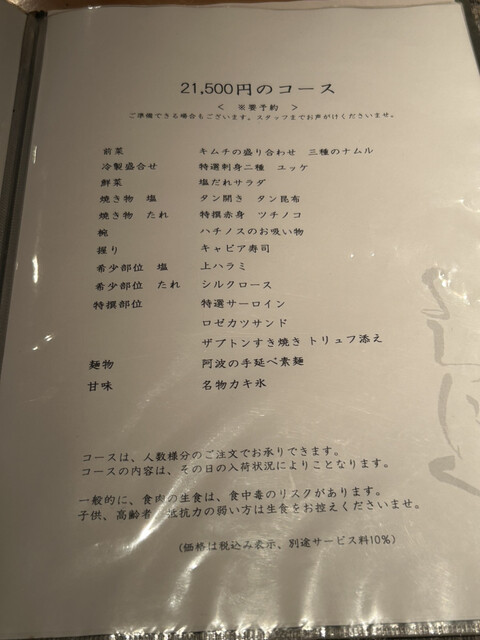 21,500円のコース
< ※要予約 >
ご準備できる場合もございます。スタッフまでお声がけくださいませ。
前菜 キムチの盛り合わせ 三種のナムル
冷製盛合せ 特選刺身二種 ユッケ
鮮菜 塩だれサラダ
焼き物 塩 タン開き タン昆布
焼き物 たれ 特撰赤身 ツチノコ
椀 ハチノスのお吸い物
握り キャビア寿司
希少部位 塩 上ハラミ
希少部位 たれ シルクロース
特撰部位 特選サーロイン
ロゼカツサンド
ザブトンすき焼き トリュフ添え
麺物 阿波の手延べ素麺
甘味 名物カキ氷
コースは、人数様分のご注文でお承りできます。
コースの内容は、その日の入荷状況によりことなります。
一般的に、食肉の生食は、食中毒のリスクがあります。
子供、高齢者、抵抗力の弱い方は生食をお控えくださいませ。
(価格は税込み表示、別途サービス料10%)